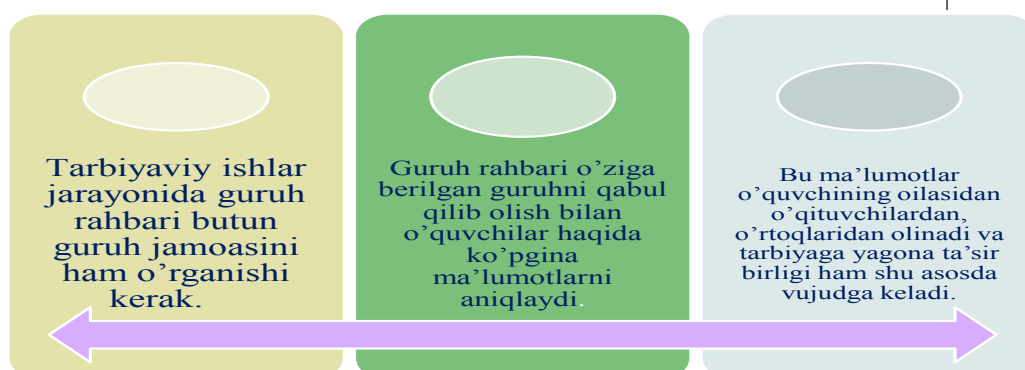 Tarbiyaviy ishlar
jarayonida guruh
rahbari butun
guruh jamoasini
ham o’rganishi
kerak.
Guruh rahbari o’ziga
berilgan guruhni qabul
qilib olish bilan
o’quvchilar haqida
ko’pgina
ma’lumotlarni
aniqlaydi.
Bu ma’lumotlar
o’quvchining oilasidan
o’qituvchilardan,
o’rtoqlaridan olinadi va
tarbiyaga yagona ta’sir
birligi ham shu asosda
vujudga keladi.